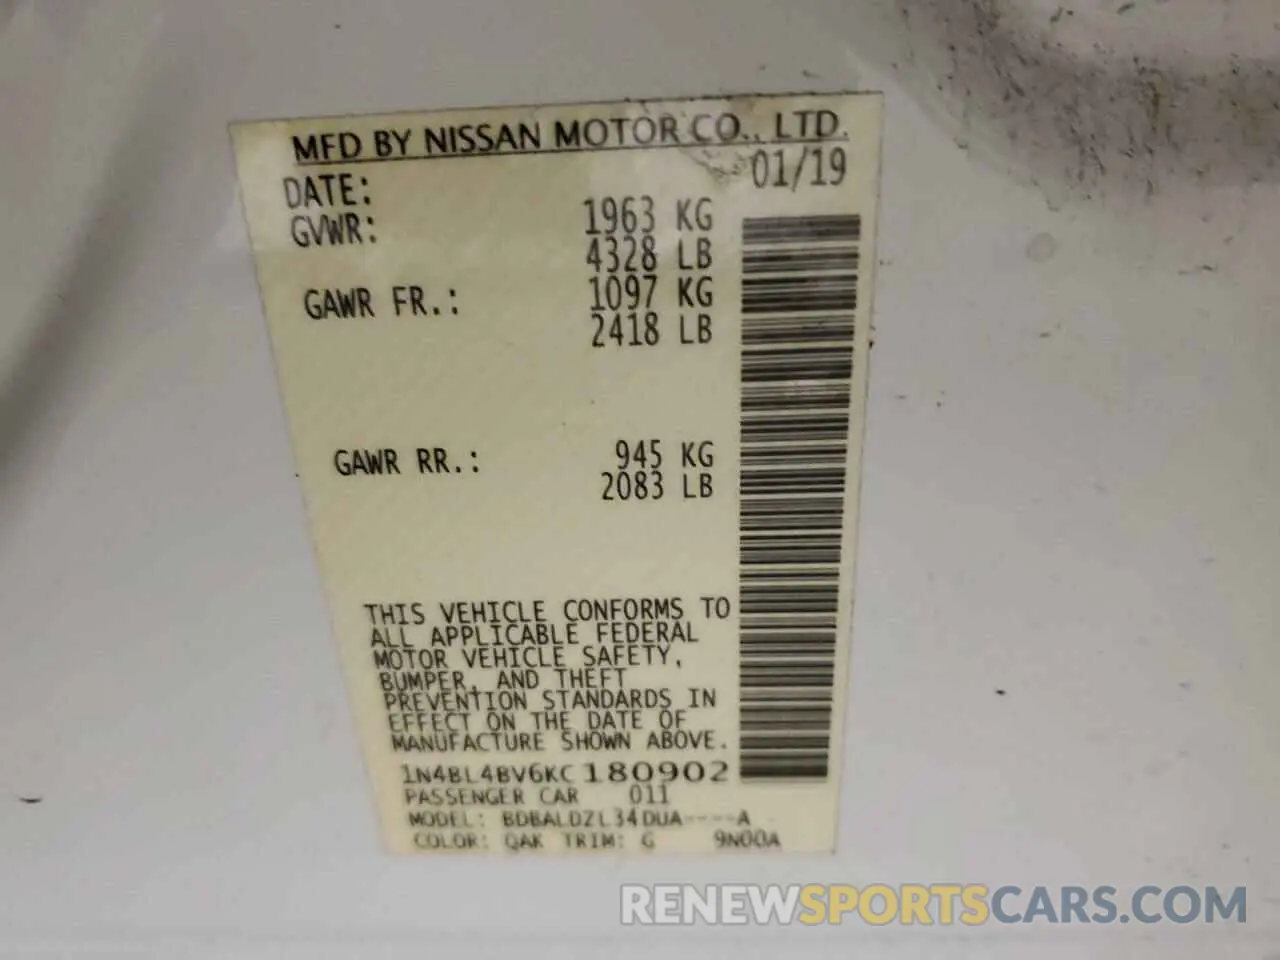 MFD BY NISSAN MOTOR CO., LTD.
DATE: 01/19
GVWR: 1963 KG
4328 LB
GAWR FR.: 1097 KG
2418 LB
GAWR RR.: 945 KG
2083 LB
THIS VEHICLE CONFORMS TO
ALL APPLICABLE FEDERAL
MOTOR VEHICLE SAFETY,
BUMPER, AND THEFT
PREVENTION STANDARDS IN
EFFECT ON THE DATE OF
MANUFACTURE SHOWN ABOVE.
1N4BL4BV6KC180902
PASSENGER CAR 011
MODEL: BDBALDZL34DUA----A
COLOR: QAK TRIM: G 9N00A
RENEWSPORTSCARS.COM